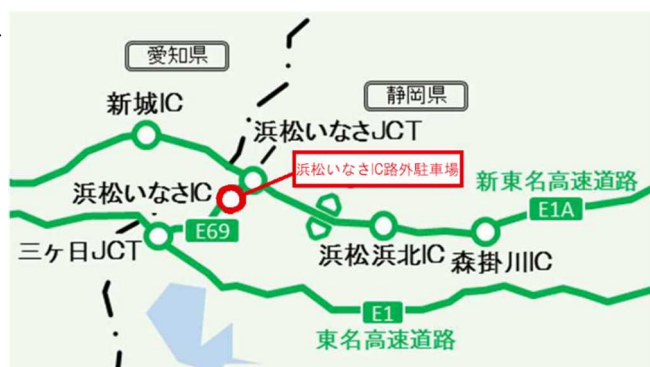 愛知県
静岡県
新城IC
浜松いなさJCT
浜松いなさIC路外駐車場
浜松いなさIC
新東名高速道路
E1A
E69
三ヶ日JCT
浜松浜北IC
森掛川IC
E1
東名高速道路